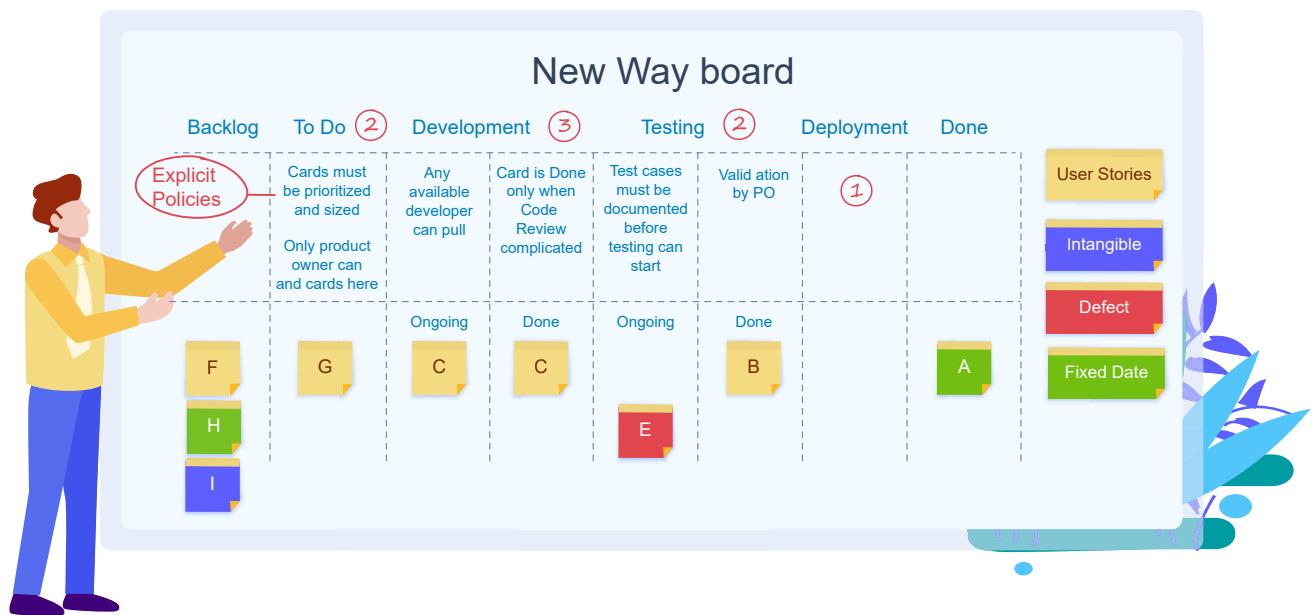 New Way board
Backlog
To Do
2
Development
3
Testing
2
Deployment
Done
Explicit
Policies
Cards must
be prioritized
and sized
Only product
owner can
and cards here
Any
available
developer
can pull
Card is Done
only when
Code
Review
complicated
Test cases
must be
documented
before
testing can
start
Valid ation
by PO
1
User Stories
Intangible
Defect
Fixed Date
Ongoing
Done
Ongoing
Done
F
G
C
C
B
A
H
E
I